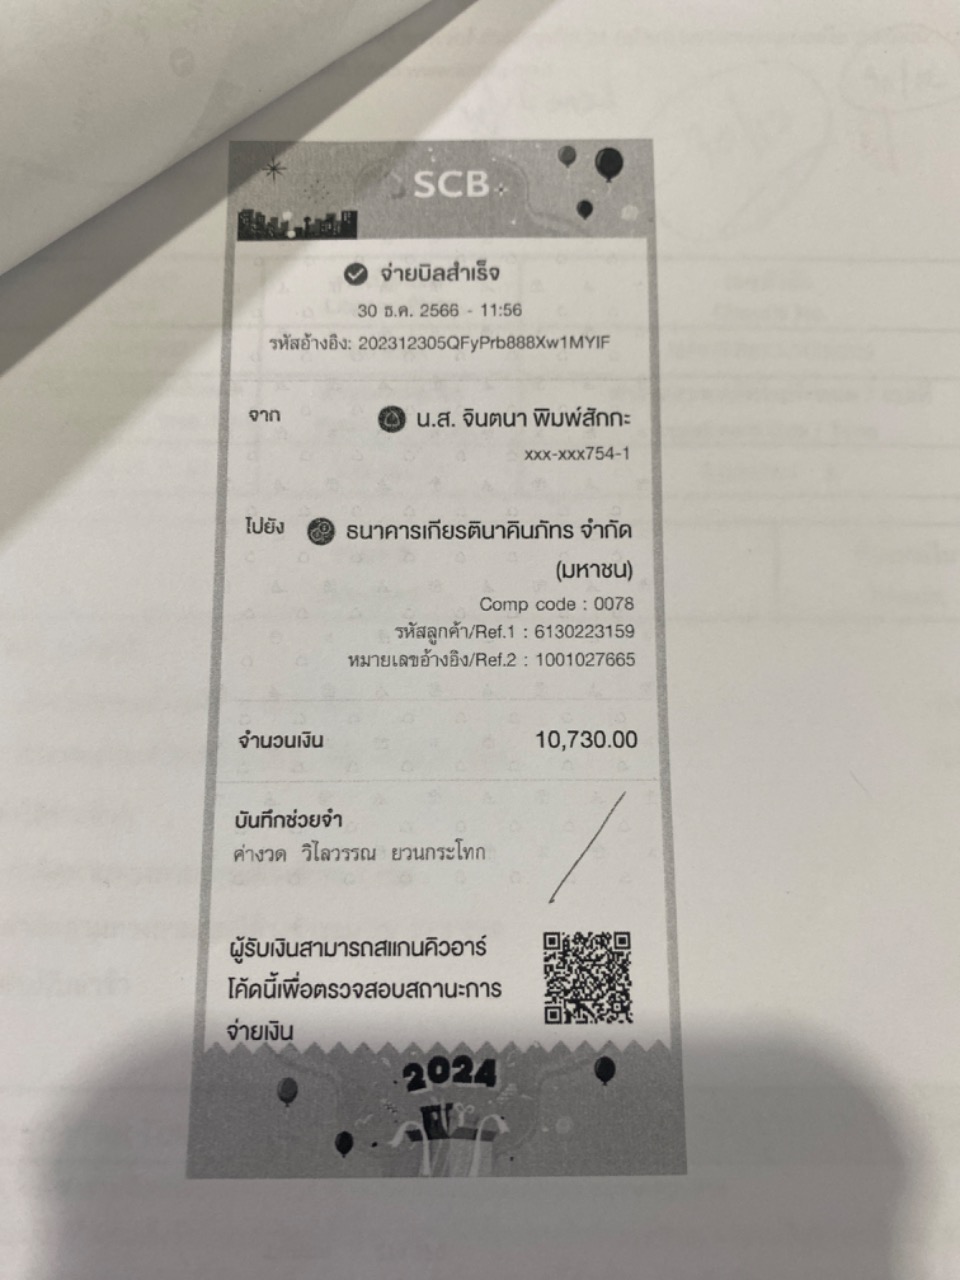 SCB
จ่ายบิลสำเร็จ
30 ธ.ค. 2566 - 11:56
รหัสอ้างอิง: 202312305QFyPrb888Xw1MYIF
จาก น.ส. จินตนา พิมพ์สักกะ
xxx-xxx754-1
ไปยัง ธนาคารเกียรตินาคินภัทร จำกัด
(มหาชน)
Comp code : 0078
รหัสลูกค้า/Ref.1 : 6130223159
หมายเลขอ้างอิง/Ref.2 : 1001027665
จำนวนเงิน 10,730.00
บันทึกช่วยจำ
ค่างวด วิไลวรรณ ยวนกระโทก
ผู้รับเงินสามารถสแกนคิวอาร์
โค้ดนี้เพื่อตรวจสอบสถานะการ
จ่ายเงิน
2024